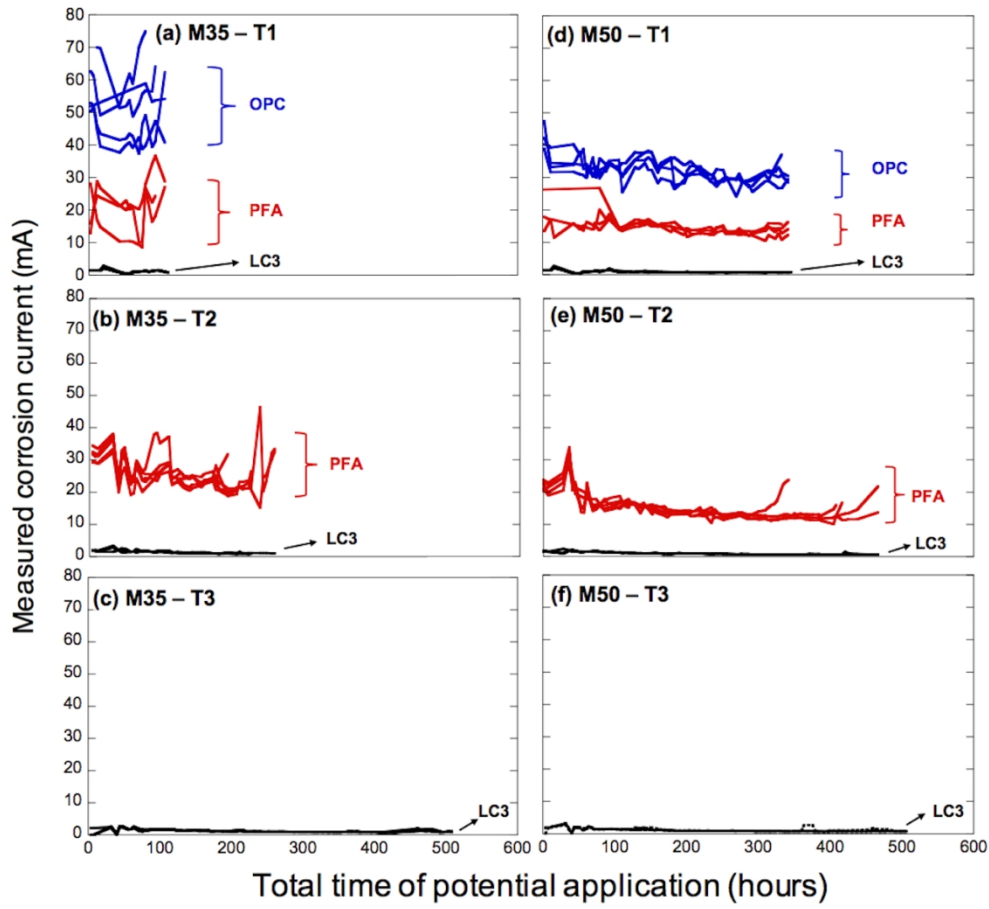 Measured corrosion current (mA)
80
70
60
50
40
30
20
10
0
(a) M35 – T1
OPC
PFA
LC3
(d) M50 – T1
OPC
PFA
LC3
80
70
60
50
40
30
20
10
0
(b) M35 – T2
PFA
LC3
(e) M50 – T2
PFA
LC3
80
70
60
50
40
30
20
10
0
(c) M35 – T3
LC3
(f) M50 – T3
LC3
0 100 200 300 400 500 600
0 100 200 300 400 500 600
Total time of potential application (hours)